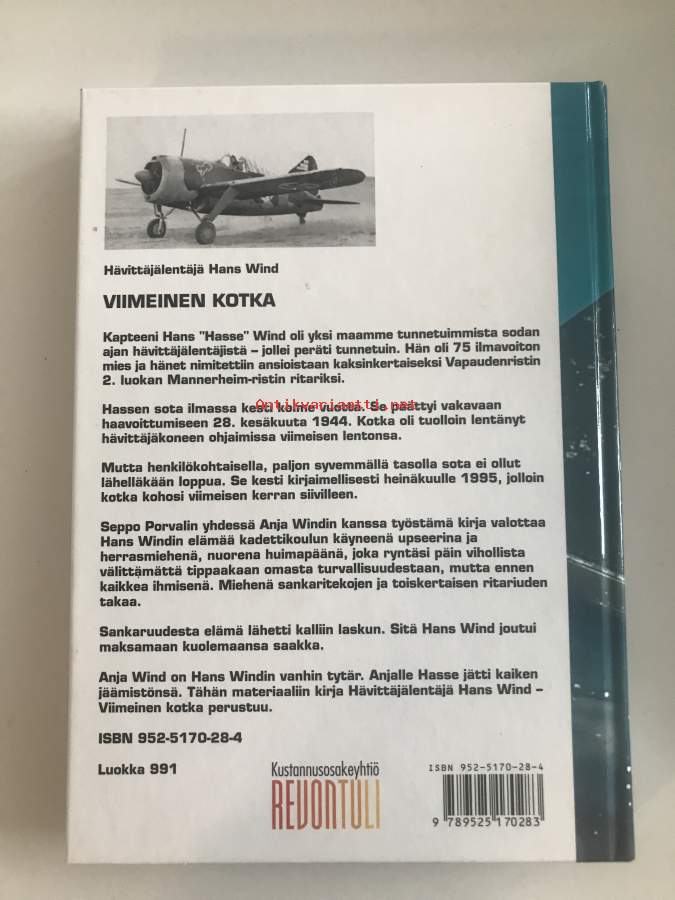 Hävittäjälentäjä Hans Wind
VIIMEINEN KOTKA
Kapteeni Hans "Hasse" Wind oli yksi maamme tunnetuimmista sodan
ajan hävittäjälentäjistä – jollei peräti tunnetuin. Hän oli 75 ilmavoiton
mies ja hänet nimitettiin ansioistaan kaksinkertaiseksi Vapaudenristin
2. luokan Mannerheim-ristin ritariksi.
Hassen sota ilmassa kesti kolme vuotta. Se päättyi vakavaan
Antikvariaatti.net
haavoittumiseen 28. kesäkuuta 1944. Kotka oli tuolloin lentänyt
hävittäjäkoneen ohjaimissa viimeisen lentonsa.
Mutta henkilökohtaisella, paljon syvemmällä tasolla sota ei ollut
lähelläkään loppua. Se kesti kirjaimellisesti heinäkuulle 1995, jolloin
kotka kohosi viimeisen kerran siivilleen.
Seppo Porvalin yhdessä Anja Windin kanssa työstämä kirja valottaa
Hans Windin elämää kadettikoulun käyneenä upseerina ja
herrasmiehenä, nuorena huimapäänä, joka ryntäsi päin vihollista
välittämättä tippaakaan omasta turvallisuudestaan, mutta ennen
kaikkea ihmisenä. Miehenä sankaritekojen ja toiskertaisen ritariuden
takaa.
Sankaruudesta elämä lähetti kalliin laskun. Sitä Hans Wind joutui
maksamaan kuolemaansa saakka.
Anja Wind on Hans Windin vanhin tytär. Anjalle Hasse jätti kaiken
jäämistönsä. Tähän materiaaliin kirja Hävittäjälentäjä Hans Wind –
Viimeinen kotka perustuu.
ISBN 952-5170-28-4
Luokka 991
Kustannusosakeyhtiö
REVONTULI
ISBN 952-5170-28-4
9 789525 170283